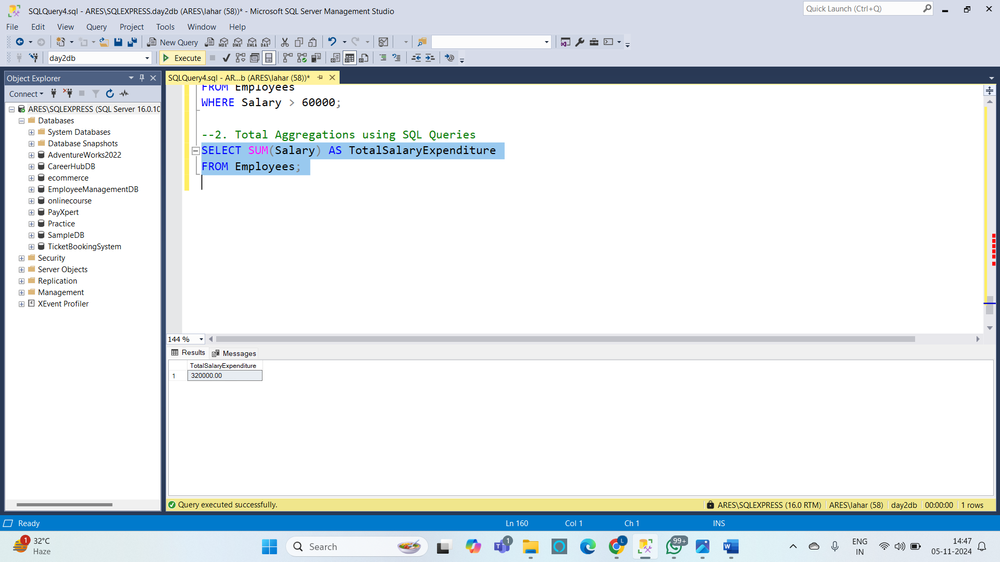 SQLQuery4.sql - ARES\SQLEXPRESS.day2db (ARES\lahar (58))* - Microsoft SQL Server Management Studio
Quick Launch (Ctrl+Q)
File Edit View Query Project Tools Window Help
New Query MDX DMX XMLA DAX
day2db Execute
Object Explorer
Connect
ARES\SQLEXPRESS (SQL Server 16.0.10
Databases
System Databases
Database Snapshots
AdventureWorks2022
CareerHubDB
ecommerce
EmployeeManagementDB
onlinecourse
PayXpert
Practice
SampleDB
TicketBookingSystem
Security
Server Objects
Replication
Management
XEvent Profiler
SQLQuery4.sql - AR...b (ARES\lahar (58))*
FROM Employees
WHERE Salary > 60000;
--2. Total Aggregations using SQL Queries
SELECT SUM(Salary) AS TotalSalaryExpenditure
FROM Employees;
144 %
Results Messages
TotalSalaryExpenditure
1 320000.00
Query executed successfully.
ARES\SQLEXPRESS (16.0 RTM) ARES\lahar (58) day2db 00:00:00 1 rows
Ready Ln 160 Col 1 Ch 1 INS
1 32°C
Haze
Search
1
L
99+
ENG
IN
14:47
05-11-2024